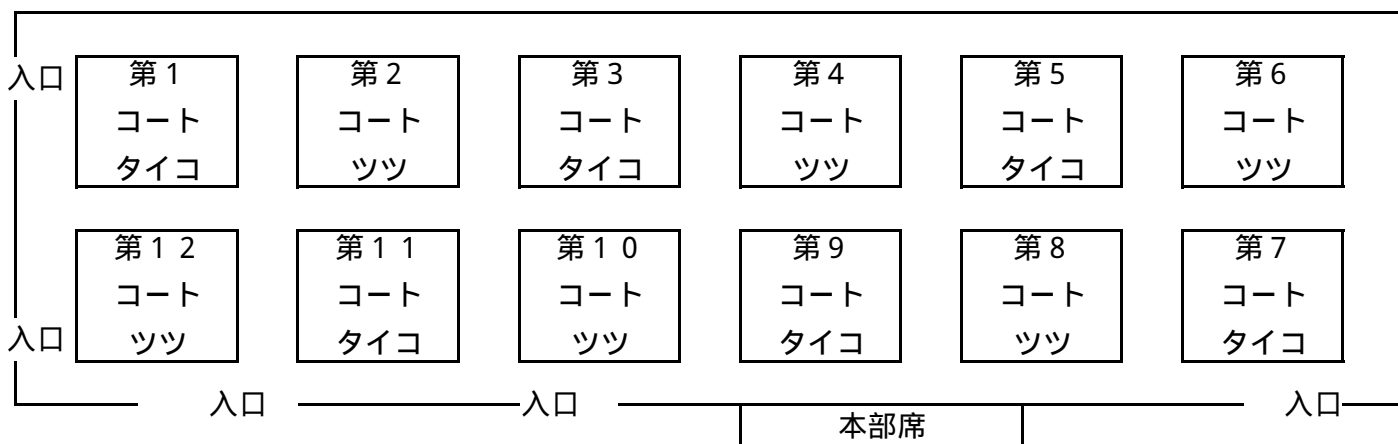 入口
第1 第2 第3 第4 第5 第6
コート コート コート コート コート コート
タイコ ツツ タイコ ツツ タイコ ツツ
第12 第11 第10 第9 第8 第7
コート コート コート コート コート コート
入口 ツツ タイコ ツツ タイコ ツツ タイコ
入口 入口 入口
本部席